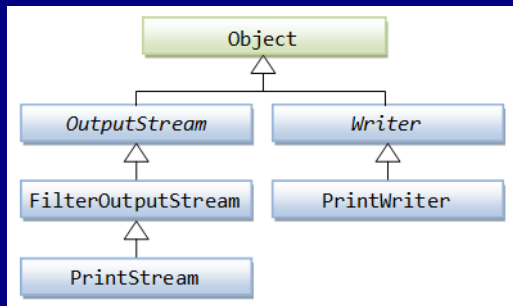 Object
OutputStream
Writer
FilterOutputStream
PrintWriter
PrintStream